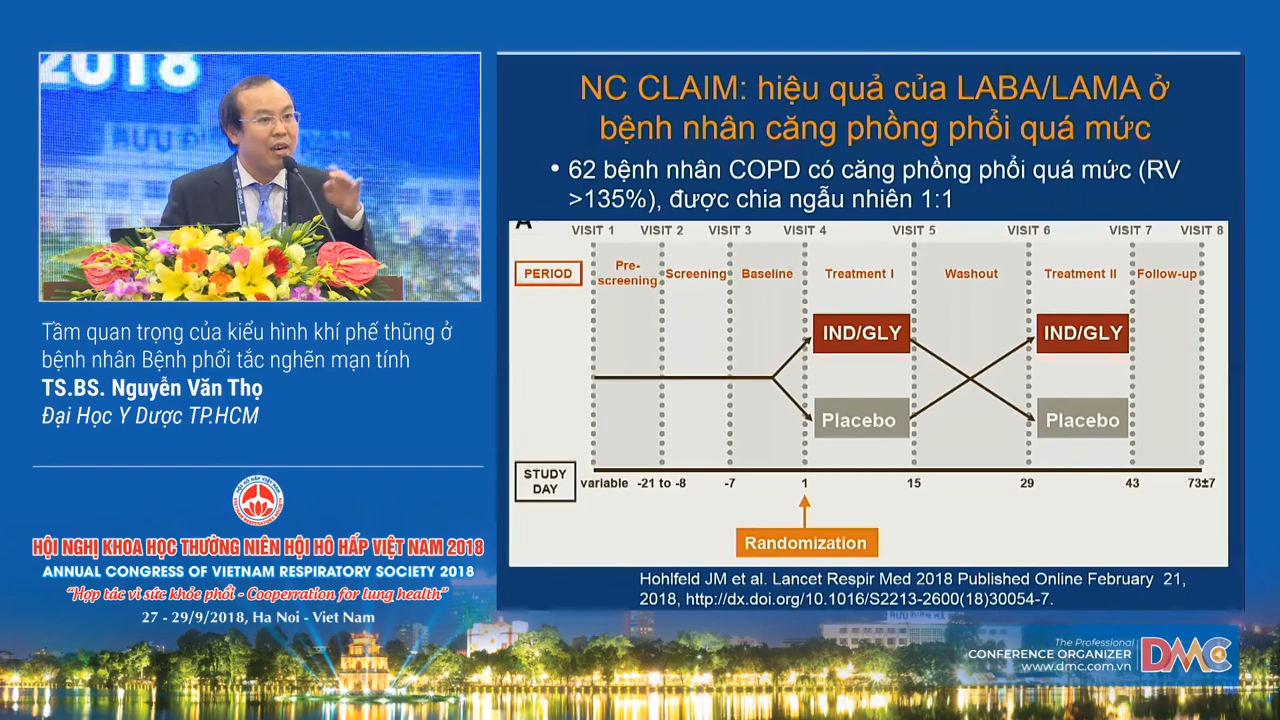 2018
BƯU ĐIỆN
Tầm quan trọng của kiểu hình khí phế thũng ở
bệnh nhân Bệnh phổi tắc nghẽn mạn tính
TS.BS. Nguyễn Văn Thọ
Đại Học Y Dược TP.HCM
HỘI NGHỊ KHOA HỌC THƯỜNG NIÊN HỘI HÔ HẤP VIỆT NAM 2018
ANNUAL CONGRESS OF VIETNAM RESPIRATORY SOCIETY 2018
“Hợp tác vì sức khỏe phổi - Cooperration for lung health”
27 - 29/9/2018, Ha Noi - Viet Nam
NC CLAIM: hiệu quả của LABA/LAMA ở
bệnh nhân căng phồng phổi quá mức
• 62 bệnh nhân COPD có căng phồng phổi quá mức (RV
>135%), được chia ngẫu nhiên 1:1
A
VISIT 1 VISIT 2 VISIT 3 VISIT 4 VISIT 5 VISIT 6 VISIT 7 VISIT 8
PERIOD Pre-screening Screening Baseline Treatment I Washout Treatment II Follow-up
IND/GLY IND/GLY
Placebo Placebo
STUDY DAY variable -21 to -8 -7 1 15 29 43 73±7
Randomization
Hohlfeld JM et al. Lancet Respir Med 2018 Published Online February 21,
2018, http://dx.doi.org/10.1016/S2213-2600(18)30054-7.
The Professional
CONFERENCE ORGANIZER
www.dmc.com.vn
DMC